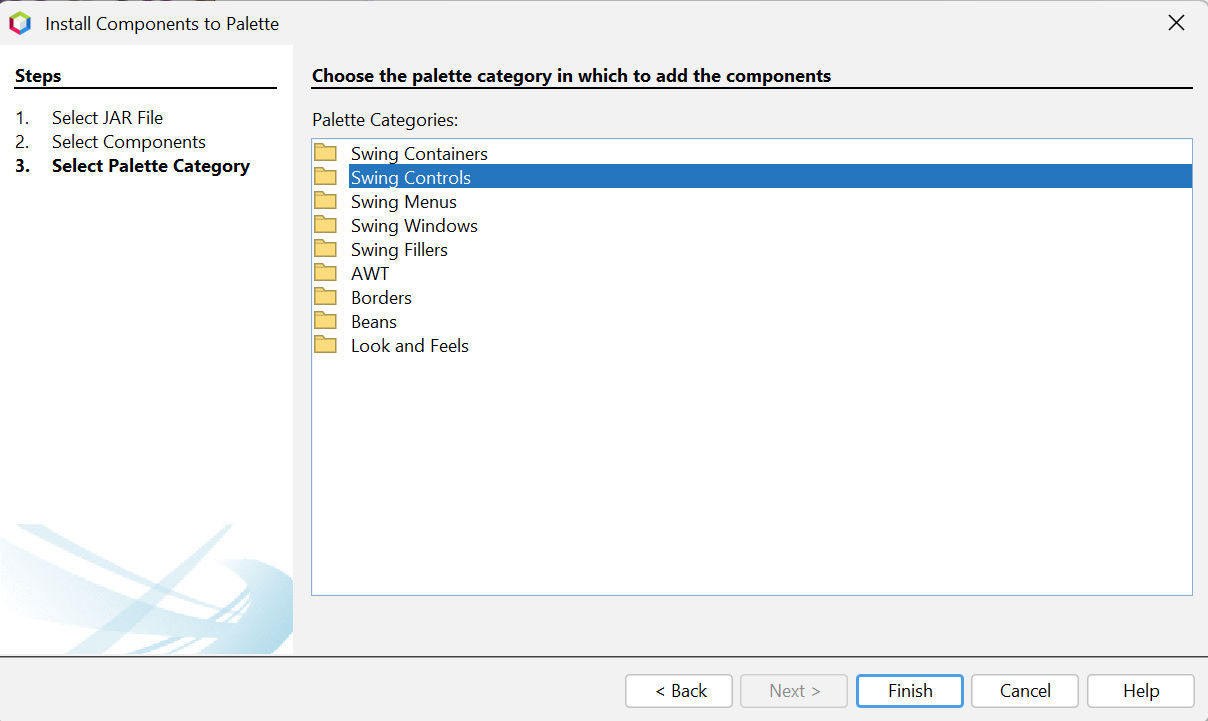 Install Components to Palette
Steps
1. Select JAR File
2. Select Components
3. Select Palette Category
Choose the palette category in which to add the components
Palette Categories:
Swing Containers
Swing Controls
Swing Menus
Swing Windows
Swing Fillers
AWT
Borders
Beans
Look and Feels
< Back Next > Finish Cancel Help